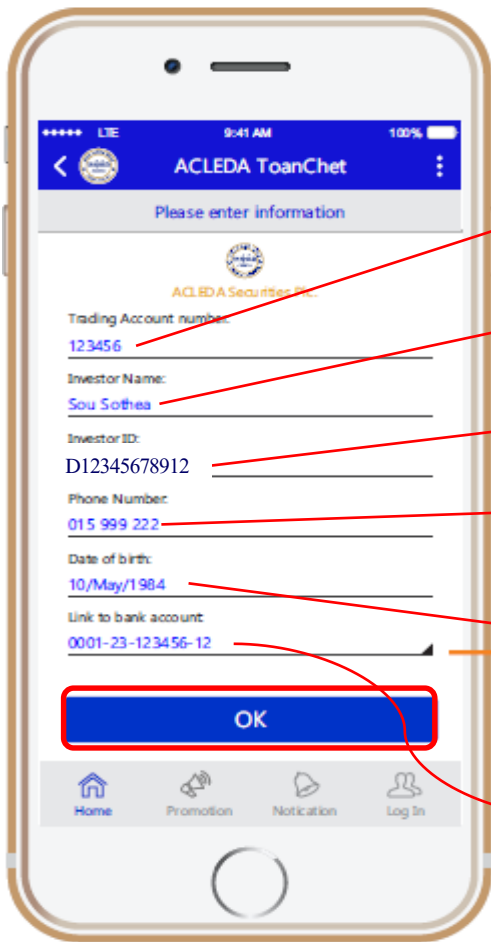 LTE 9:41 AM 100%
ACLEDA ToanChet
Please enter information
ACLEDA Securities Plc.
Trading Account number:
123456
Investor Name:
Sou Sothea
Investor ID:
D12345678912
Phone Number:
015 999 222
Date of birth:
10/May/1984
Link to bank account:
0001-23-123456-12
OK
Home Promotion Notication Log In